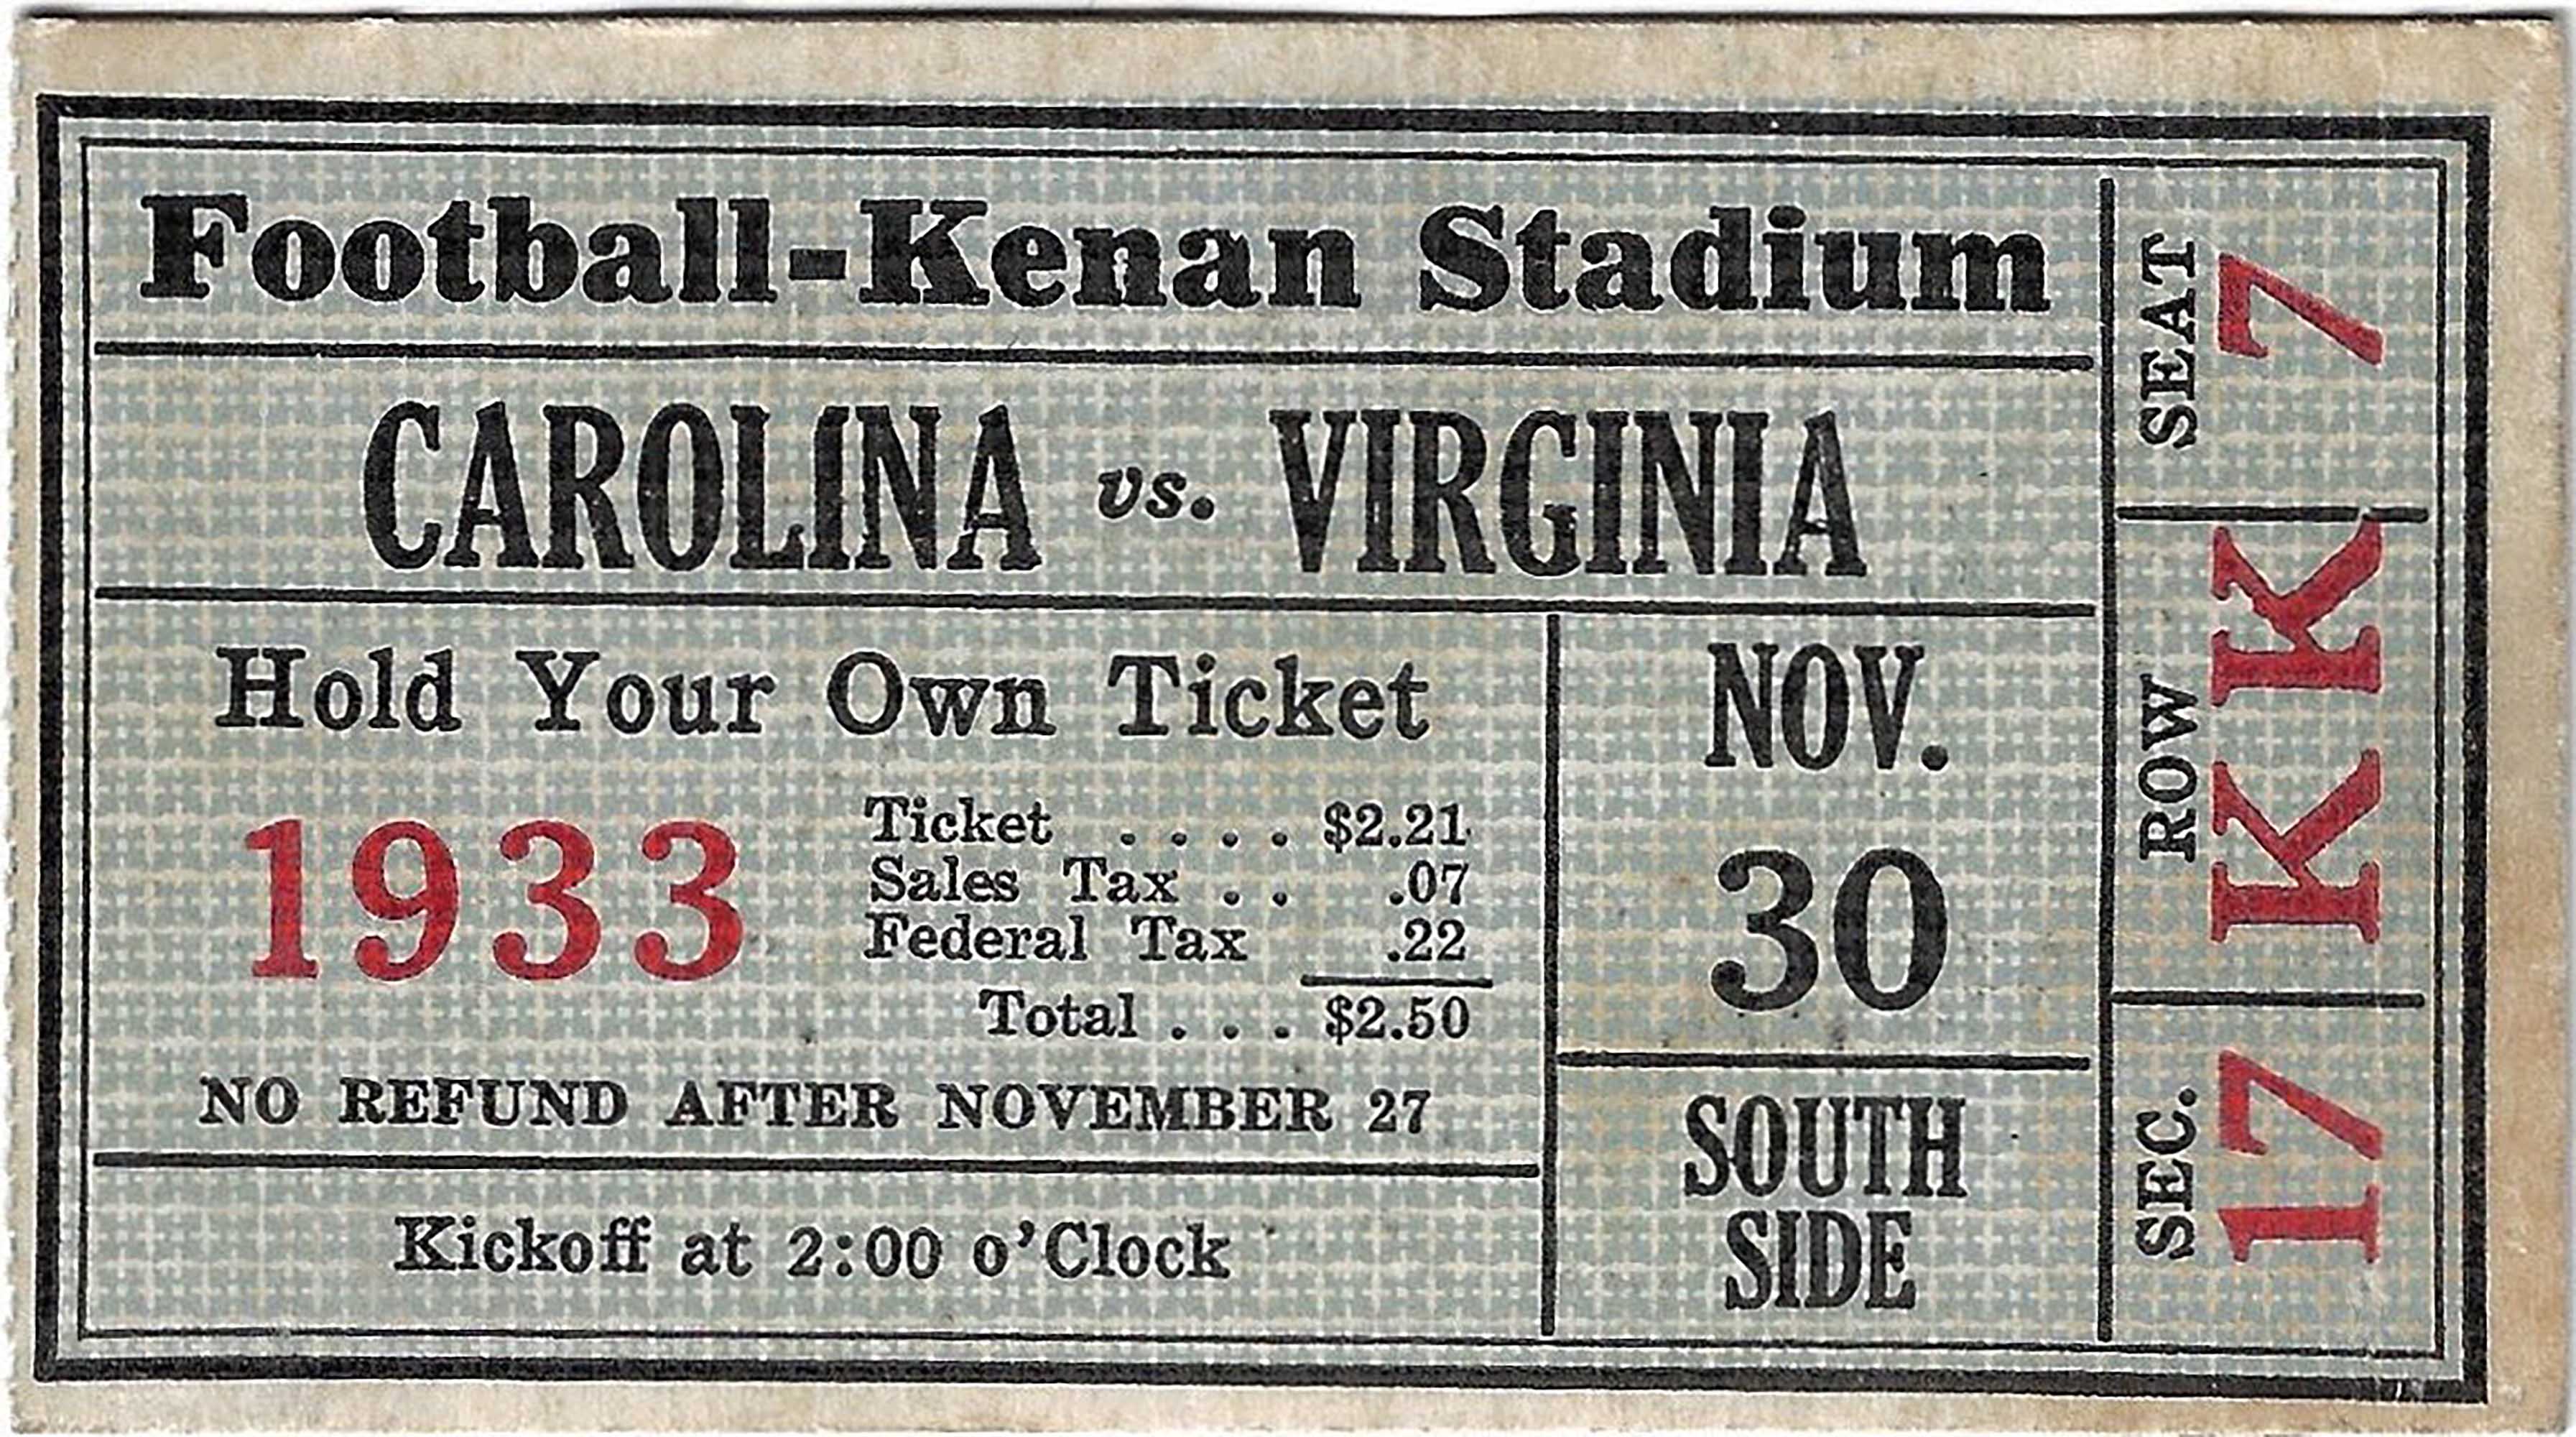 Football-Kenan Stadium
CAROLINA vs. VIRGINIA
Hold Your Own Ticket
1933
Ticket . . . . $2.21
Sales Tax . . .07
Federal Tax .22
Total . . . $2.50
NO REFUND AFTER NOVEMBER 27
Kickoff at 2:00 o'Clock
NOV.
30
SOUTH
SIDE
SEC. ROW SEAT
17 KK 7